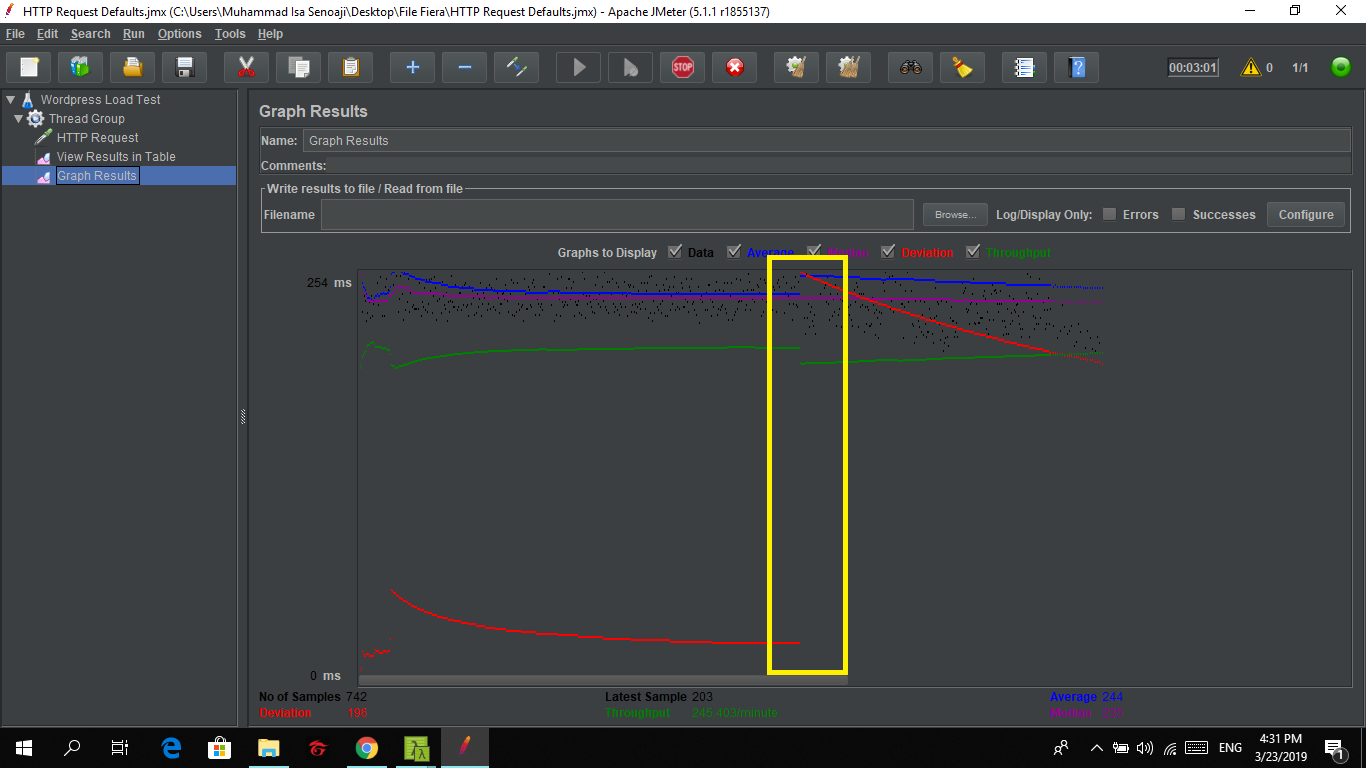 HTTP Request Defaults.jmx (C:\Users\Muhammad Isa Senoaji\Desktop\File Fiera\HTTP Request Defaults.jmx) - Apache JMeter (5.1.1 r1855137)
File Edit Search Run Options Tools Help
STOP 00:03:01 0 1/1
Wordpress Load Test
Thread Group
HTTP Request
View Results in Table
Graph Results
Graph Results
Name: Graph Results
Comments:
Write results to file / Read from file
Filename Browse... Log/Display Only: Errors Successes Configure
Graphs to Display Data Average Median Deviation Throughput
254 ms
0 ms
No of Samples 742 Latest Sample 203 Average 244
Deviation 196 Throughput 245.403/minute Median
ENG
4:31 PM
3/23/2019
1